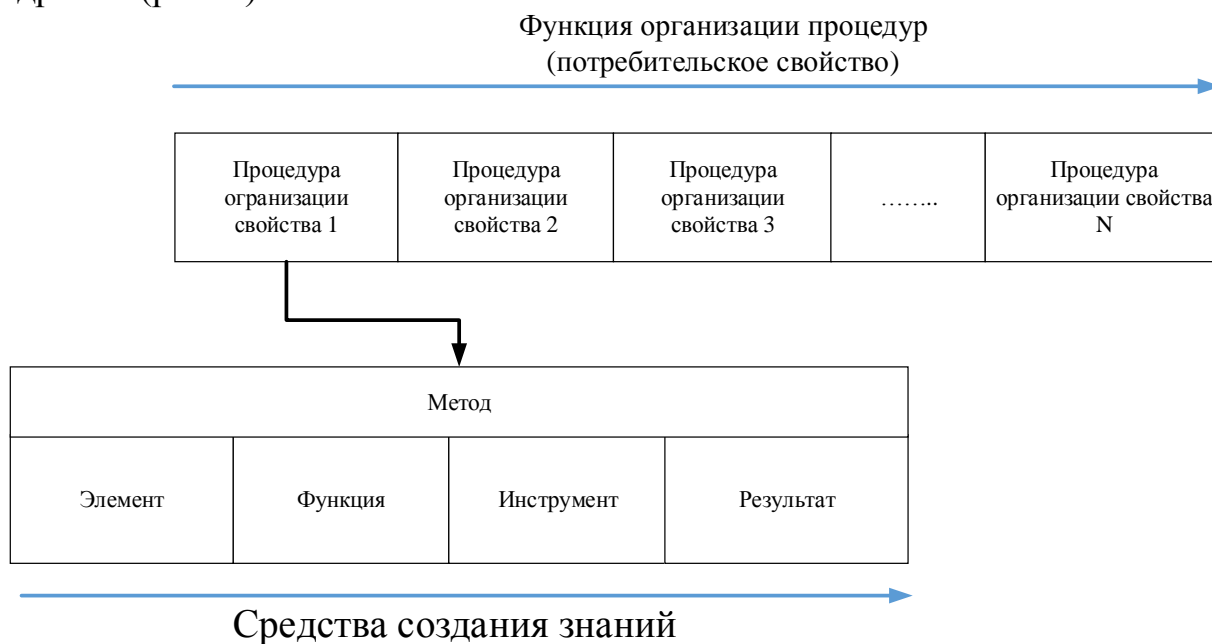 Функция организации процедур
(потребительское свойство)
Процедура
огранизации
свойства 1
Процедура
организации
свойства 2
Процедура
организации
свойства 3
……..
Процедура
организации свойства
N
Метод
Элемент
Функция
Инструмент
Результат
Средства создания знаний